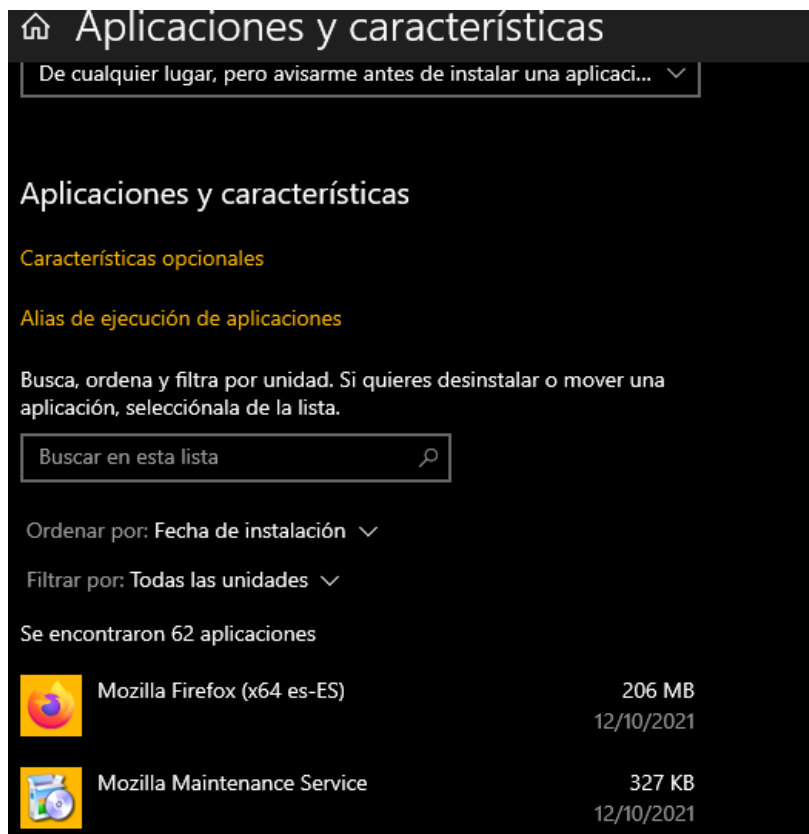 Aplicaciones y características
De cualquier lugar, pero avisarme antes de instalar una aplicaci...
Aplicaciones y características
Características opcionales
Alias de ejecución de aplicaciones
Busca, ordena y filtra por unidad. Si quieres desinstalar o mover una
aplicación, selecciónala de la lista.
Buscar en esta lista
Ordenar por: Fecha de instalación
Filtrar por: Todas las unidades
Se encontraron 62 aplicaciones
Mozilla Firefox (x64 es-ES) 206 MB
12/10/2021
Mozilla Maintenance Service 327 KB
12/10/2021